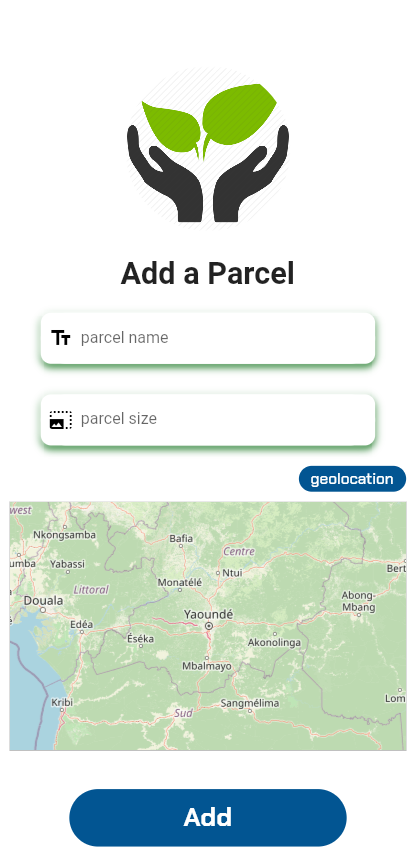 Add a Parcel
parcel name
parcel size
geolocation
west
Nkongsamba
Bafia
Centre
umba
Yabassi
Ntui
Bert
Monatélé
Littoral
Douala
Yaoundé
Abong-
Mbang
Edéa
Éséka
Akonolinga
Mbalmayo
Kribi
Sangmélima
Lom
Sud
Add